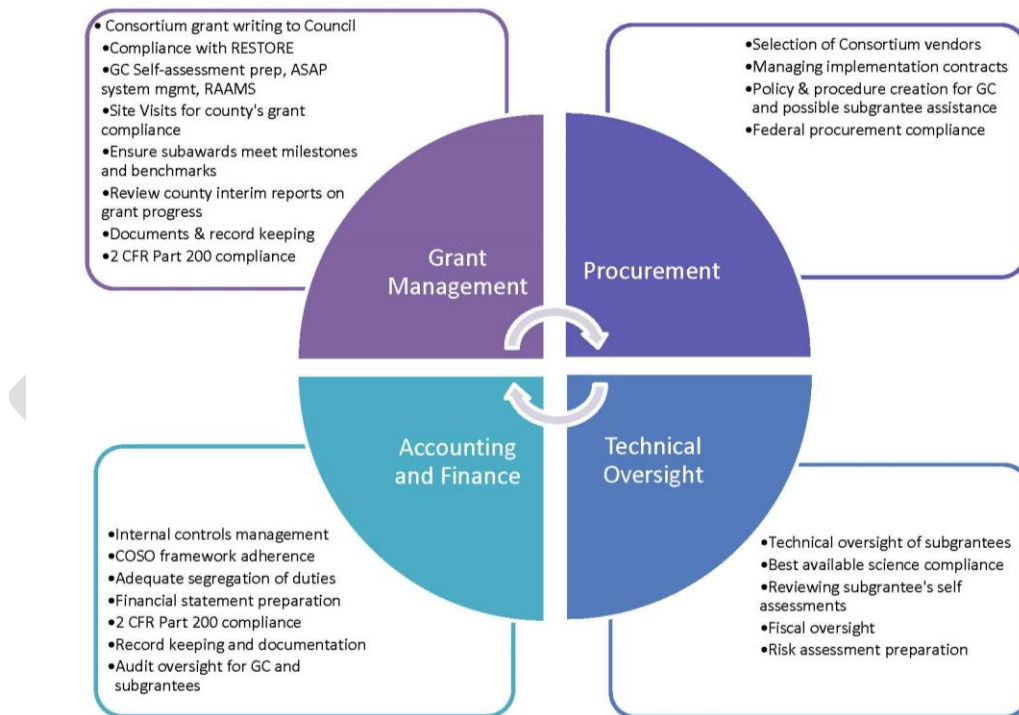 • Consortium grant writing to Council
•Compliance with RESTORE
•GC Self-assessment prep, ASAP
system mgmt, RAAMS
•Site Visits for county's grant
compliance
•Ensure subawards meet milestones
and benchmarks
•Review county interim reports on
grant progress
•Documents & record keeping
•2 CFR Part 200 compliance
•Selection of Consortium vendors
•Managing implementation contracts
•Policy & procedure creation for GC
and possible subgrantee assistance
•Federal procurement compliance
Grant
Management
Procurement
Accounting
and Finance
Technical
Oversight
•Internal controls management
•COSO framework adherence
•Adequate segregation of duties
•Financial statement preparation
•2 CFR Part 200 compliance
•Record keeping and documentation
•Audit oversight for GC and
subgrantees
•Technical oversight of subgrantees
•Best available science compliance
•Reviewing subgrantee's self
assessments
•Fiscal oversight
•Risk assessment preparation